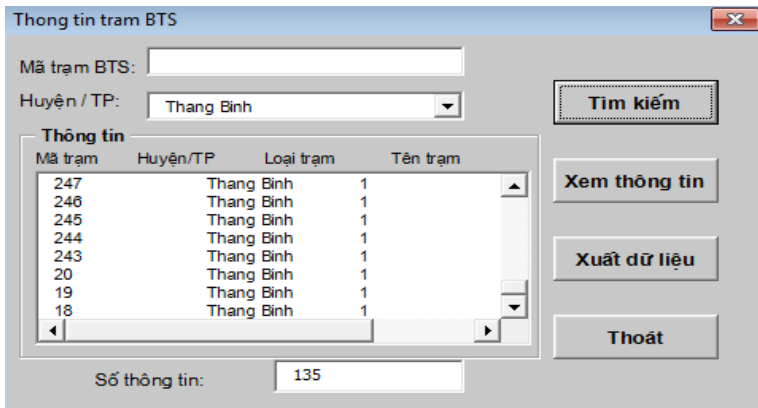 Thong tin tram BTS
Mã trạm BTS:
Huyện / TP: Thang Binh
Tìm kiếm
Thông tin
Mã trạm Huyện/TP Loại trạm Tên trạm
247 Thang Binh 1
246 Thang Binh 1
245 Thang Binh 1
244 Thang Binh 1
243 Thang Binh 1
20 Thang Binh 1
19 Thang Binh 1
18 Thang Binh 1
Xem thông tin
Xuất dữ liệu
Thoát
Số thông tin: 135